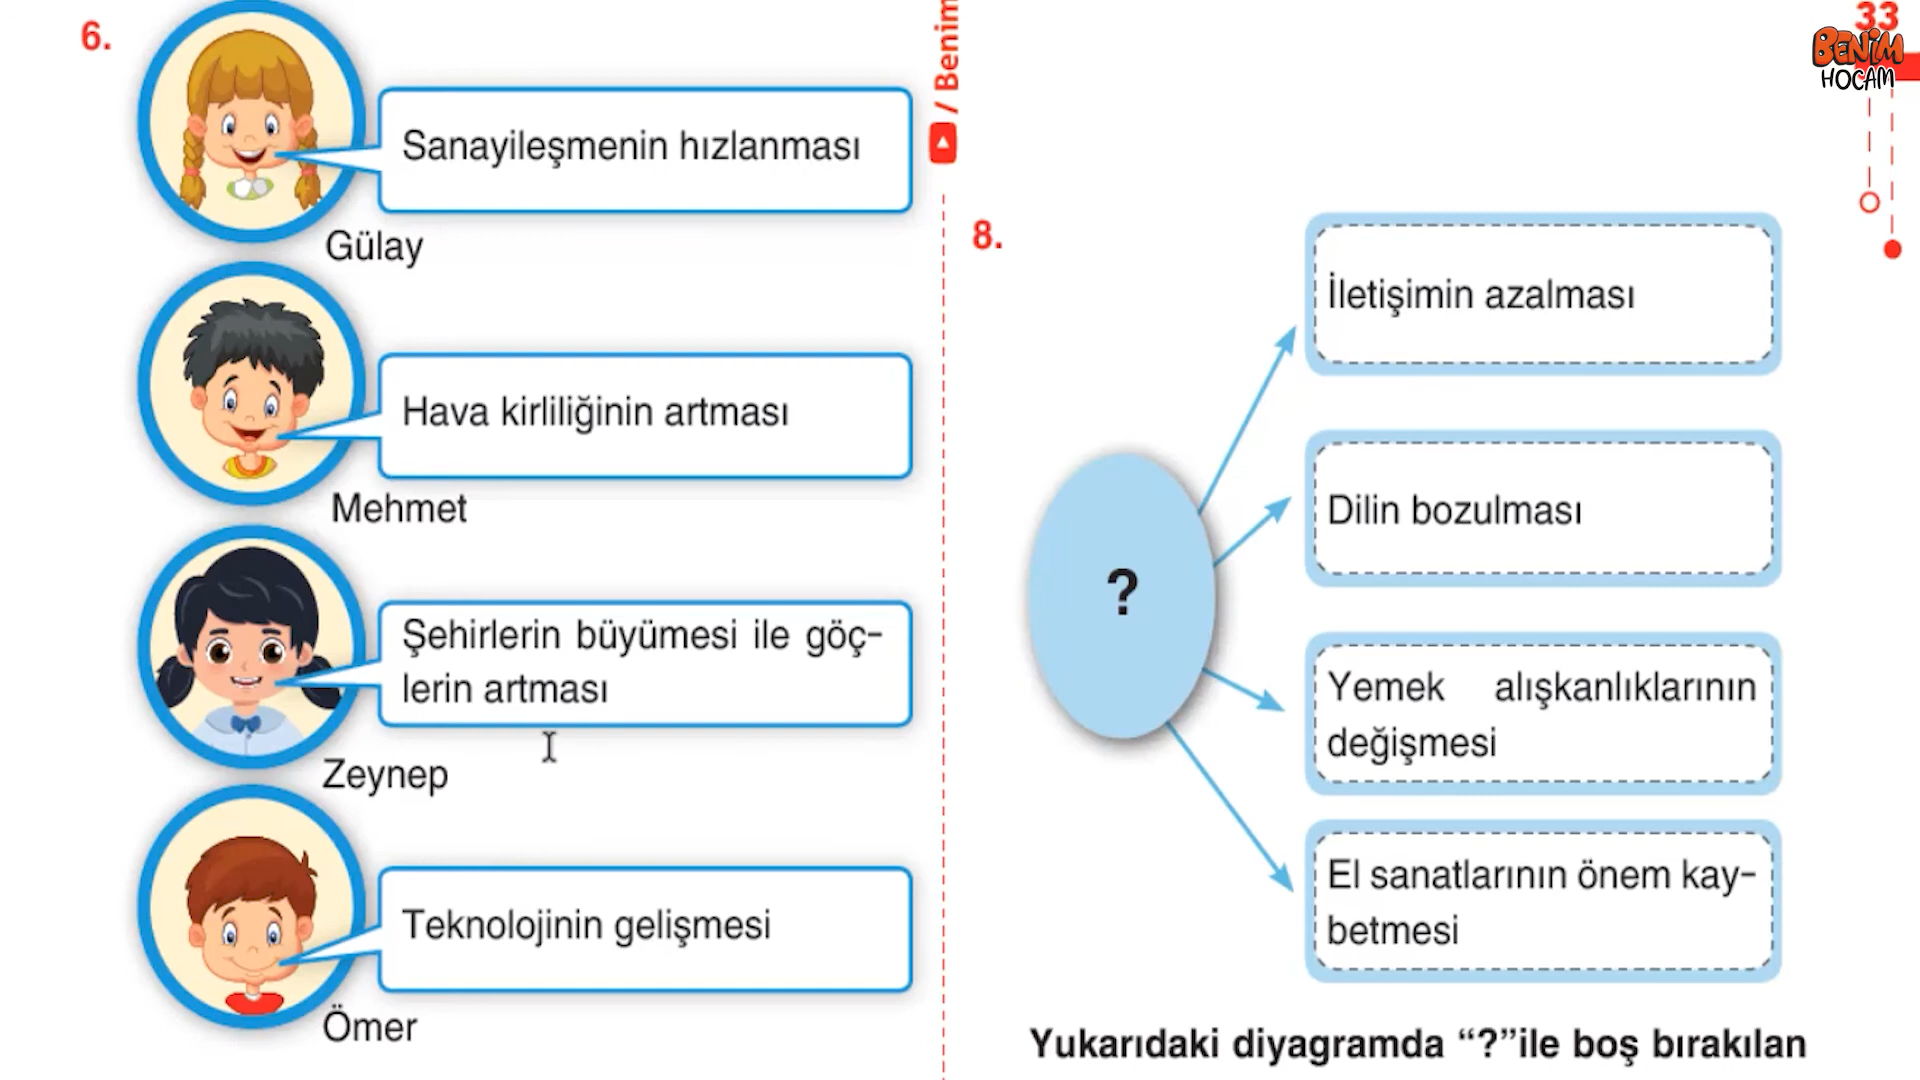 6.
Sanayileşmenin hızlanması
Gülay
Hava kirliliğinin artması
Mehmet
Şehirlerin büyümesi ile göç-
lerin artması
Zeynep
Teknolojinin gelişmesi
Ömer
/ Benim
33
BENİM
HOCAM
8.
İletişimin azalması
Dilin bozulması
?
Yemek alışkanlıklarının
değişmesi
El sanatlarının önem kay-
betmesi
Yukarıdaki diyagramda “?”ile boş bırakılan